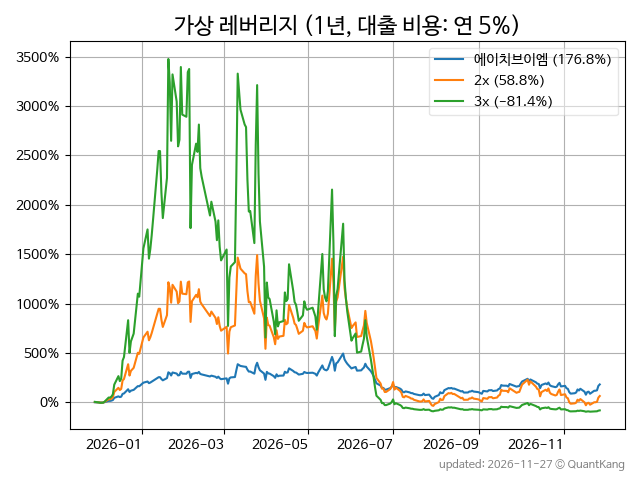 가상 레버리지 (1년, 대출 비용: 연 5%)
에이치브이엠 (176.8%)
2x (58.8%)
3x (-81.4%)
3500%
3000%
2500%
2000%
1500%
1000%
500%
0%
2026-01 2026-03 2026-05 2026-07 2026-09 2026-11
updated: 2026-11-27 © QuantKang